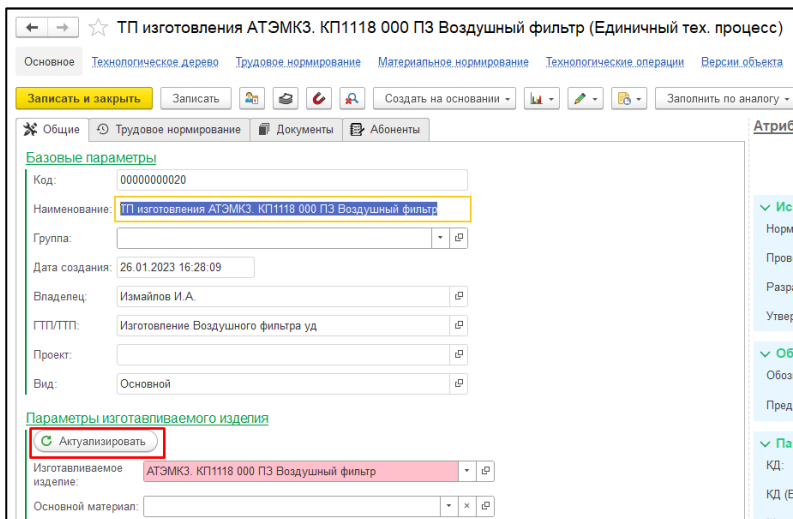 ТП изготовления АТЭМК3. КП1118 000 ПЗ Воздушный фильтр (Единичный тех. процесс)
Основное Технологическое дерево Трудовое нормирование Материальное нормирование Технологические операции Версии объекта
Записать и закрыть Записать Создать на основании Заполнить по аналогу
Общие Трудовое нормирование Документы Абоненты
Атриб
Базовые параметры
Код: 00000000020
Наименование: ТП изготовления АТЭМК3. КП1118 000 ПЗ Воздушный фильтр
Ис
Группа:
Норм
Дата создания: 26.01.2023 16:28:09
Пров
Владелец: Измайлов И.А.
Разра
ГТП/ТТП: Изготовление Воздушного фильтра уд
Утвер
Проект:
Об
Вид: Основной
Обоз
Параметры изготавливаемого изделия
Пред
Актуализировать
Па
Изготавливаемое изделие: АТЭМК3. КП1118 000 ПЗ Воздушный фильтр
КД:
Основной материал:
КД (Е